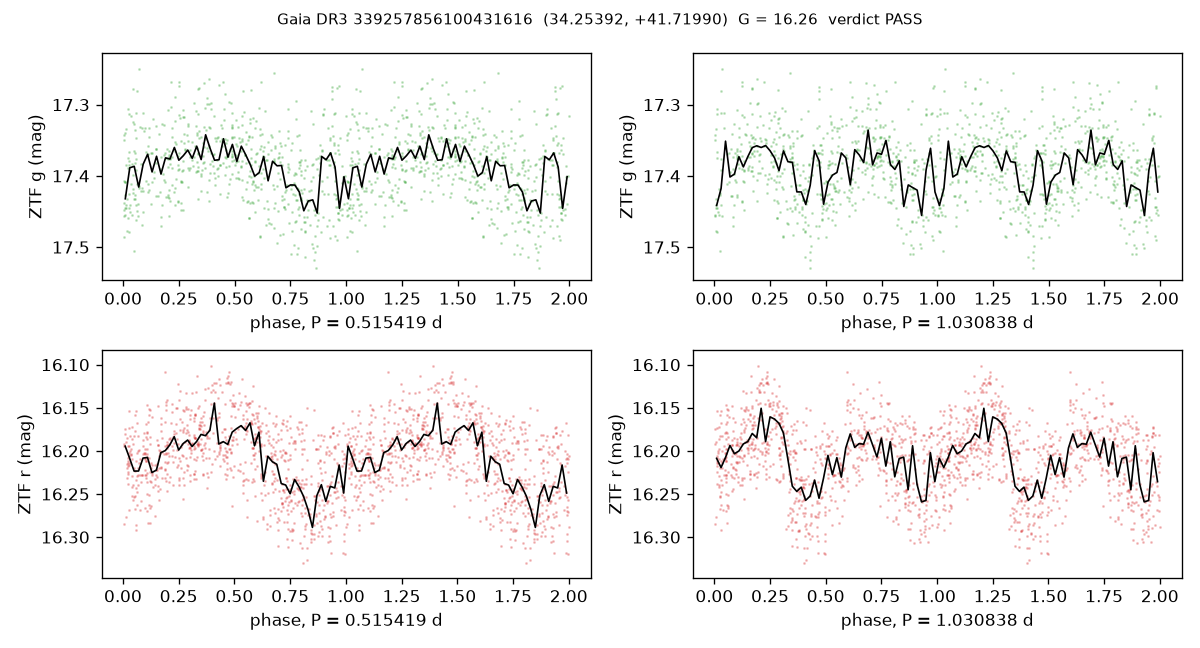 Gaia DR3 339257856100431616  (34.25392, +41.71990)  G = 16.26  verdict PASS
ZTF g (mag)
17.3
17.4
17.5
0.00 0.25 0.50 0.75 1.00 1.25 1.50 1.75 2.00
phase, P = 0.515419 d
ZTF g (mag)
17.3
17.4
17.5
0.00 0.25 0.50 0.75 1.00 1.25 1.50 1.75 2.00
phase, P = 1.030838 d
ZTF r (mag)
16.10
16.15
16.20
16.25
16.30
0.00 0.25 0.50 0.75 1.00 1.25 1.50 1.75 2.00
phase, P = 0.515419 d
ZTF r (mag)
16.10
16.15
16.20
16.25
16.30
0.00 0.25 0.50 0.75 1.00 1.25 1.50 1.75 2.00
phase, P = 1.030838 d